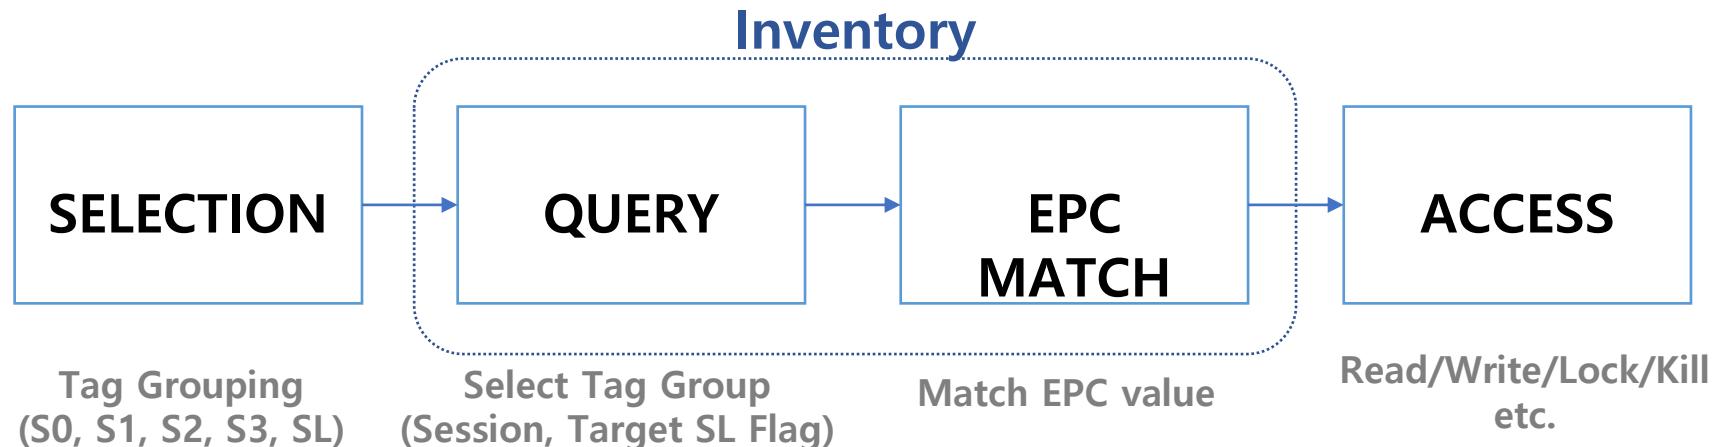 Inventory
SELECTION
QUERY
EPC
MATCH
ACCESS
Tag Grouping
(S0, S1, S2, S3, SL)
Select Tag Group
(Session, Target SL Flag)
Match EPC value
Read/Write/Lock/Kill
etc.